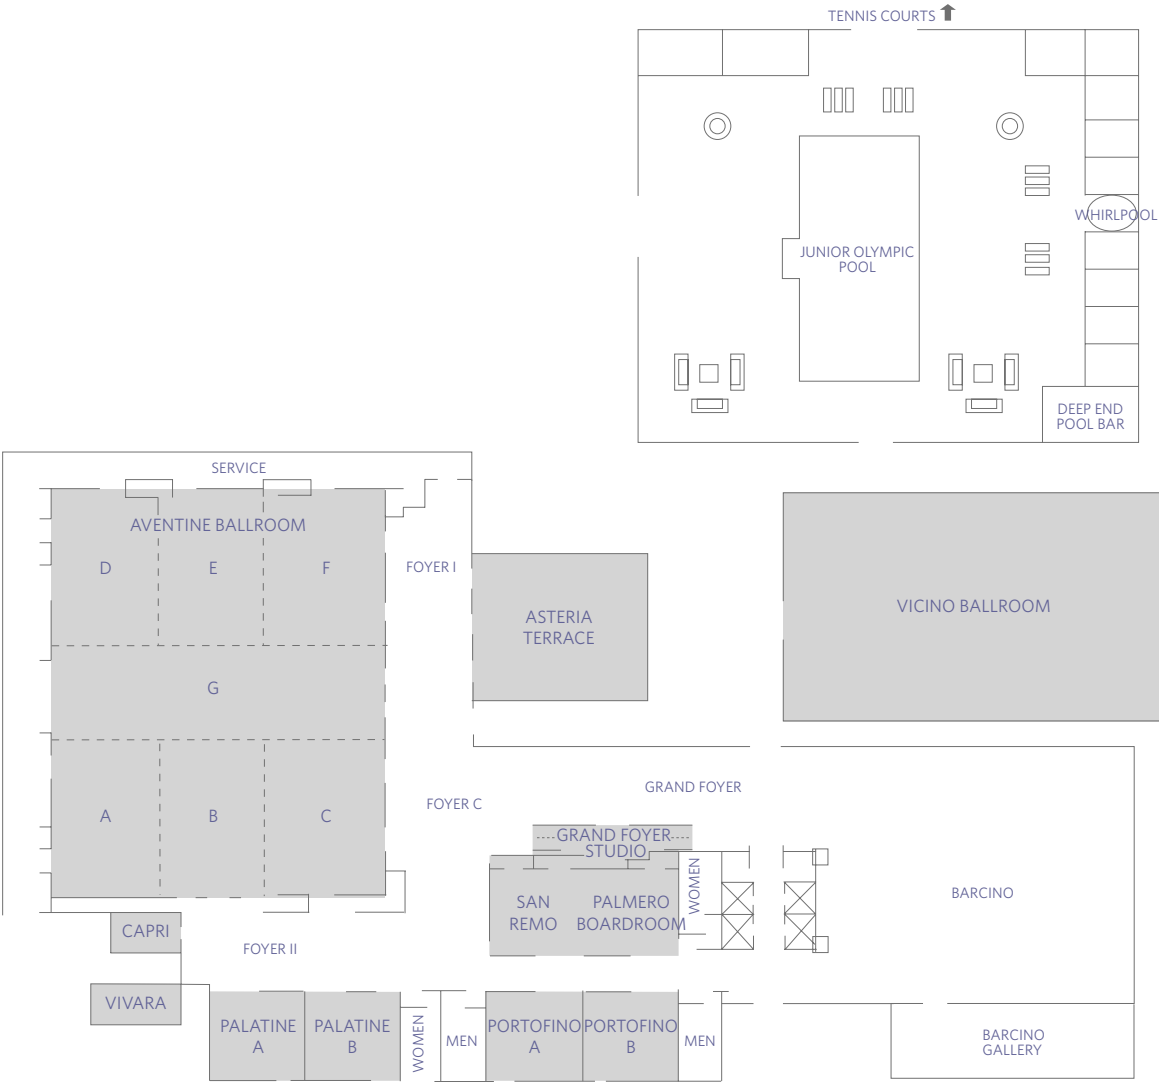 TENNIS COURTS
WHIRLPOOL
JUNIOR OLYMPIC
POOL
DEEP END
POOL BAR
SERVICE
AVENTINE BALLROOM
D
E
F
FOYER I
ASTERIA
TERRACE
VICINO BALLROOM
G
GRAND FOYER
FOYER C
A
B
C
GRAND FOYER
STUDIO
WOMEN
SAN
REMO
PALMERO
BOARDROOM
BARCINO
CAPRI
FOYER II
VIVARA
PALATINE
A
PALATINE
B
WOMEN
MEN
PORTOFINO
A
PORTOFINO
B
MEN
BARCINO
GALLERY